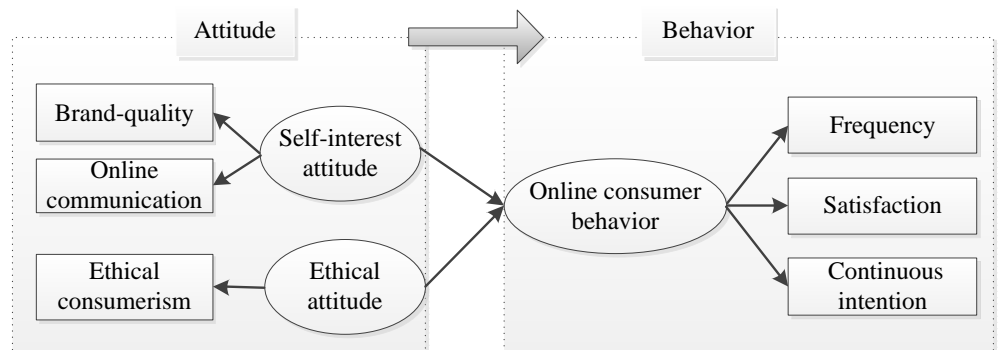 Attitude
Behavior
Brand-quality
Online
communication
Self-interest
attitude
Ethical
consumerism
Ethical
attitude
Online consumer
behavior
Frequency
Satisfaction
Continuous
intention